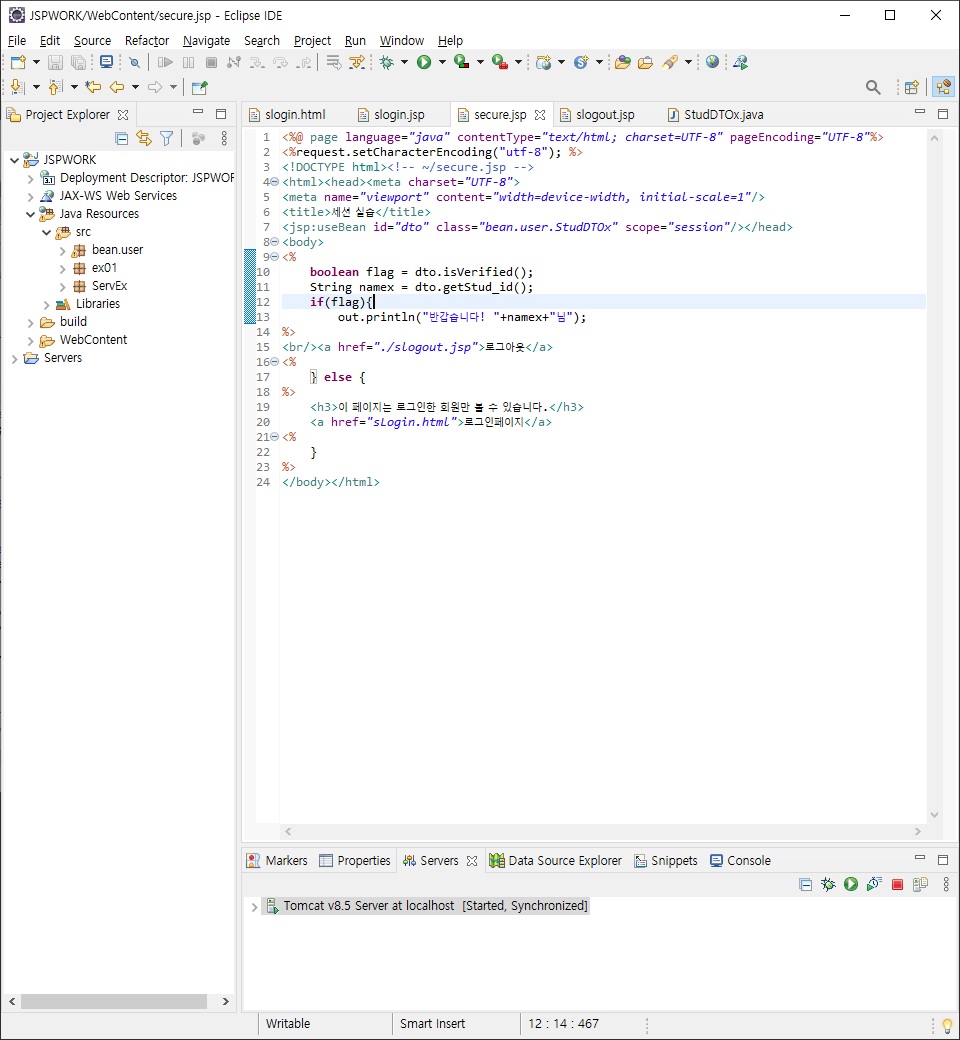 JSPWORK/WebContent/secure.jsp - Eclipse IDE
File Edit Source Refactor Navigate Search Project Run Window Help
Project Explorer
JSPWORK
Deployment Descriptor: JSPWOR
JAX-WS Web Services
Java Resources
src
bean.user
ex01
ServEx
Libraries
build
WebContent
Servers
slogin.html slogin.jsp secure.jsp slogout.jsp StudDTOx.java
1 <%@ page language="java" contentType="text/html; charset=UTF-8" pageEncoding="UTF-8"%>
2 <%request.setCharacterEncoding("utf-8"); %>
3 <!DOCTYPE html><!-- ~/secure.jsp -->
4 <html><head><meta charset="UTF-8">
5 <meta name="viewport" content="width=device-width, initial-scale=1"/>
6 <title>세션 실습</title>
7 <jsp:useBean id="dto" class="bean.user.StudDTOx" scope="session"/></head>
8 <body>
9 <%
10 boolean flag = dto.isVerified();
11 String namex = dto.getStud_id();
12 if(flag){
13 out.println("반갑습니다! "+namex+"님");
14 %>
15 <br/><a href="./slogout.jsp">로그아웃</a>
16 <%
17 } else {
18 %>
19 <h3>이 페이지는 로그인한 회원만 볼 수 있습니다.</h3>
20 <a href="sLogin.html">로그인페이지</a>
21 <%
22 }
23 %>
24 </body></html>
Markers Properties Servers Data Source Explorer Snippets Console
Tomcat v8.5 Server at localhost [Started, Synchronized]
Writable Smart Insert 12 : 14 : 467